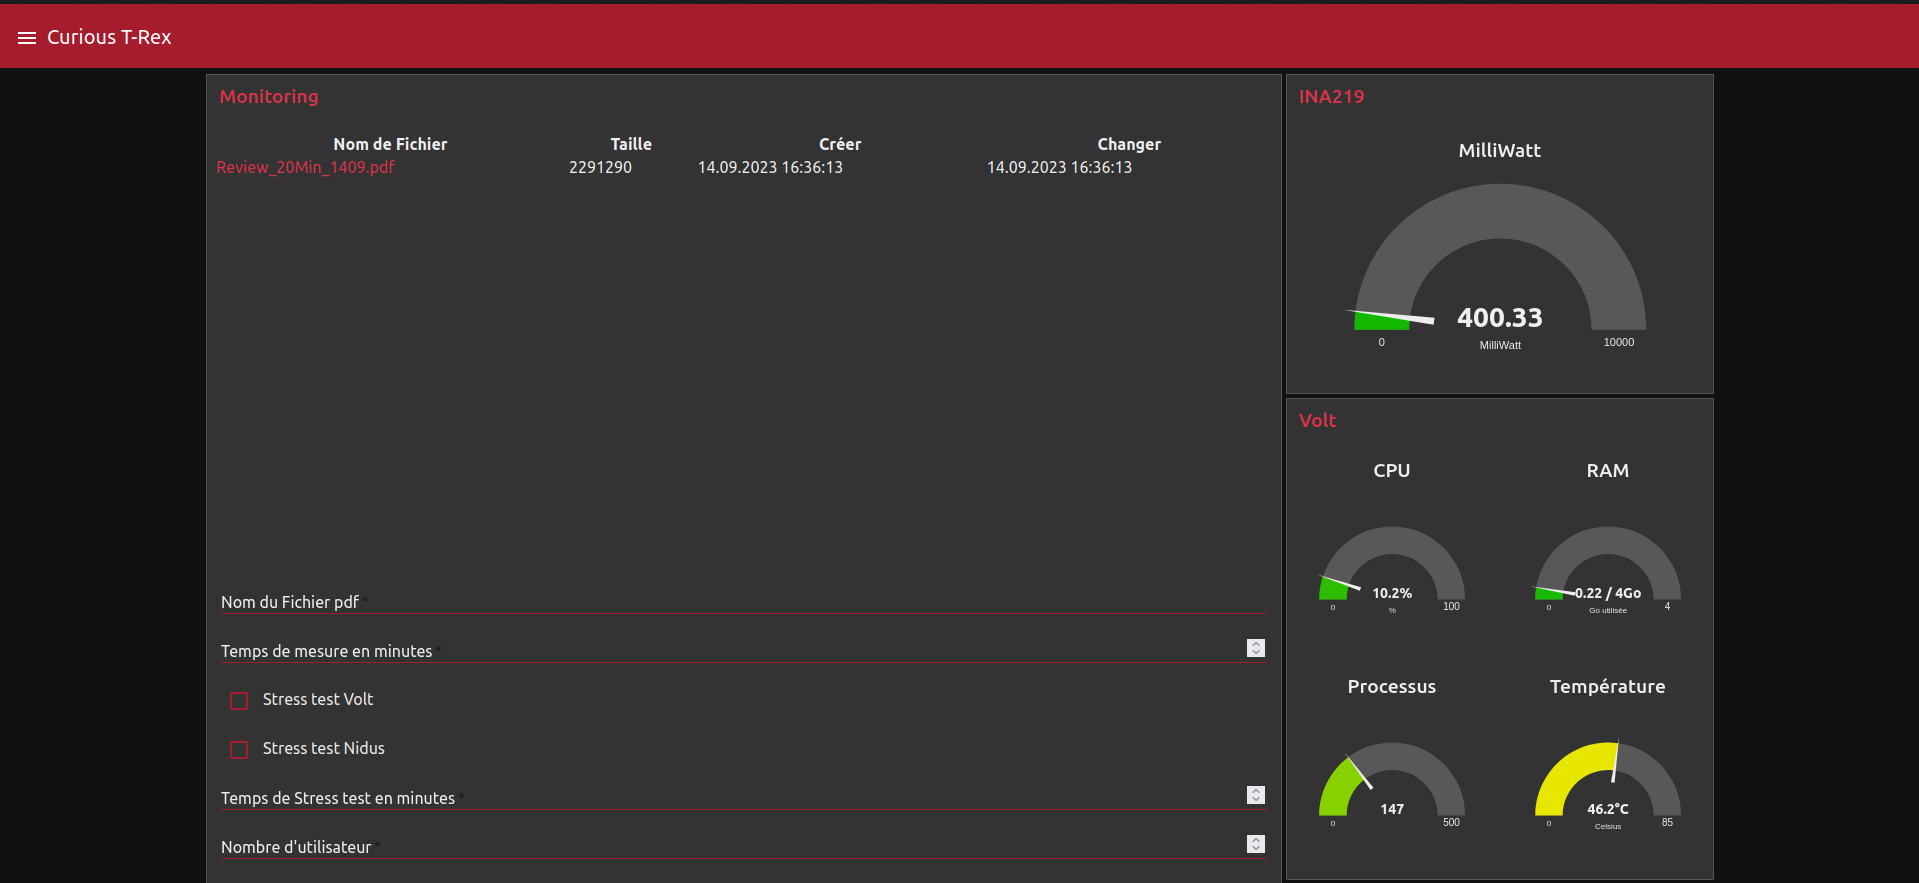 Curious T-Rex
Monitoring
Nom de Fichier Taille Créer Changer
Review_20Min_1409.pdf 2291290 14.09.2023 16:36:13 14.09.2023 16:36:13
Nom du Fichier pdf *
Temps de mesure en minutes *
Stress test Volt
Stress test Nidus
Temps de Stress test en minutes *
Nombre d'utilisateur *
INA219
MilliWatt
400.33
0 MilliWatt 10000
Volt
CPU RAM
10.2% 0.22 / 4Go
0 % 100 0 Go utilisée 4
Processus Température
147 46.2°C
0 500 0 Celsius 85